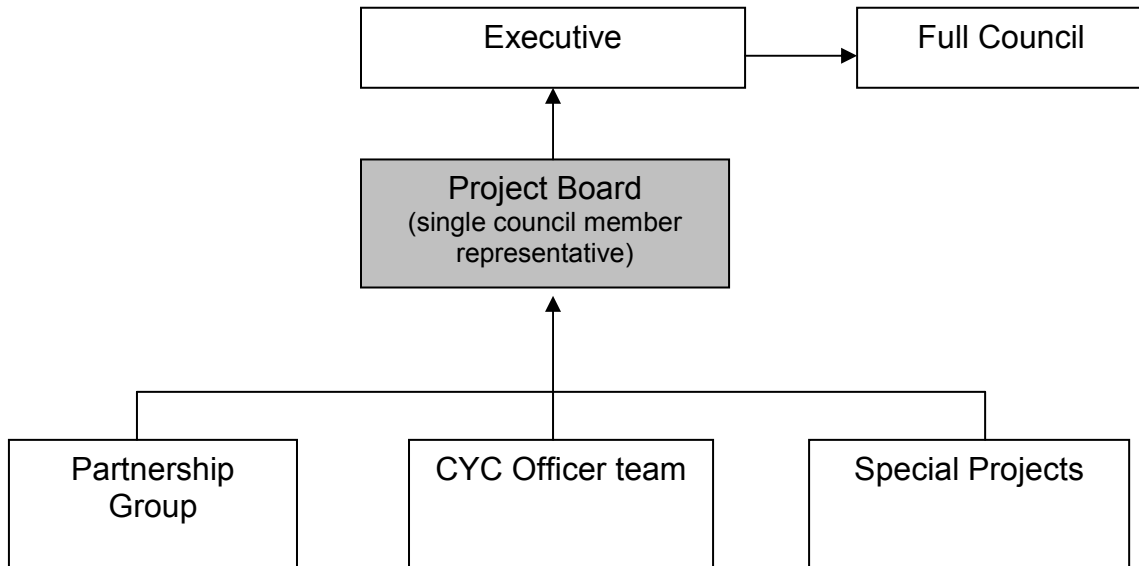 Executive
Full Council
Project Board
(single council member
representative)
Partnership
Group
CYC Officer team
Special Projects